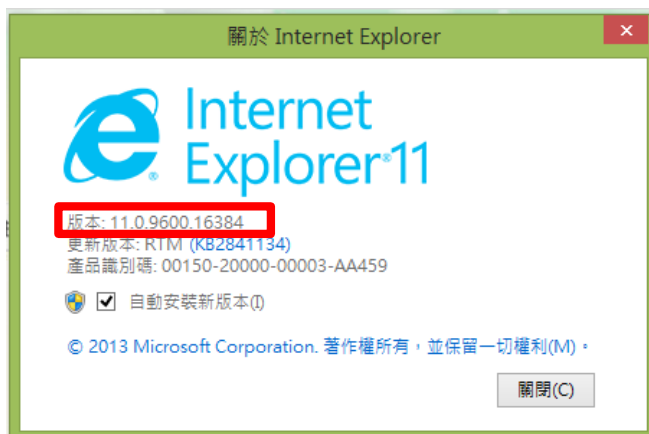 關於 Internet Explorer
Internet
Explorer®11
版本: 11.0.9600.16384
更新版本: RTM (KB2841134)
產品識別碼: 00150-20000-00003-AA459
自動安裝新版本(I)
© 2013 Microsoft Corporation. 著作權所有，並保留一切權利(M)。
關閉(C)